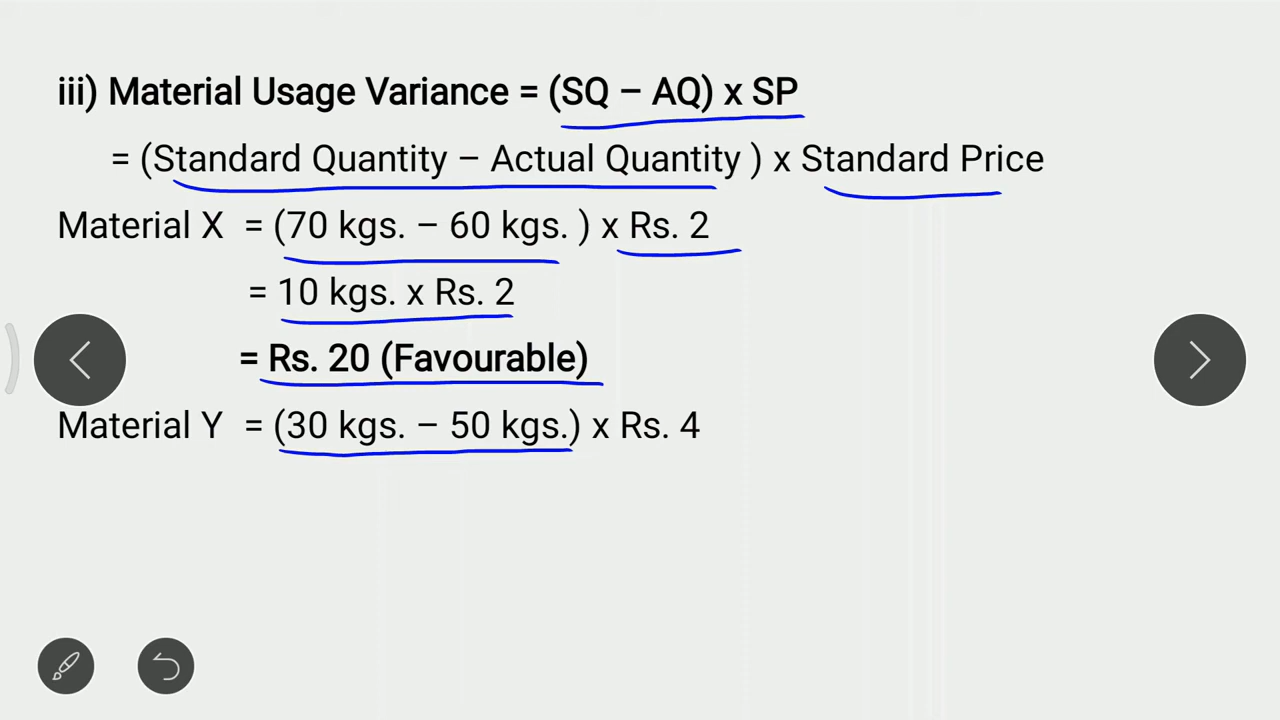 iii) Material Usage Variance = (SQ – AQ) x SP
= (Standard Quantity – Actual Quantity ) x Standard Price
Material X = (70 kgs. – 60 kgs. ) x Rs. 2
= 10 kgs. x Rs. 2
= Rs. 20 (Favourable)
Material Y = (30 kgs. – 50 kgs.) x Rs. 4